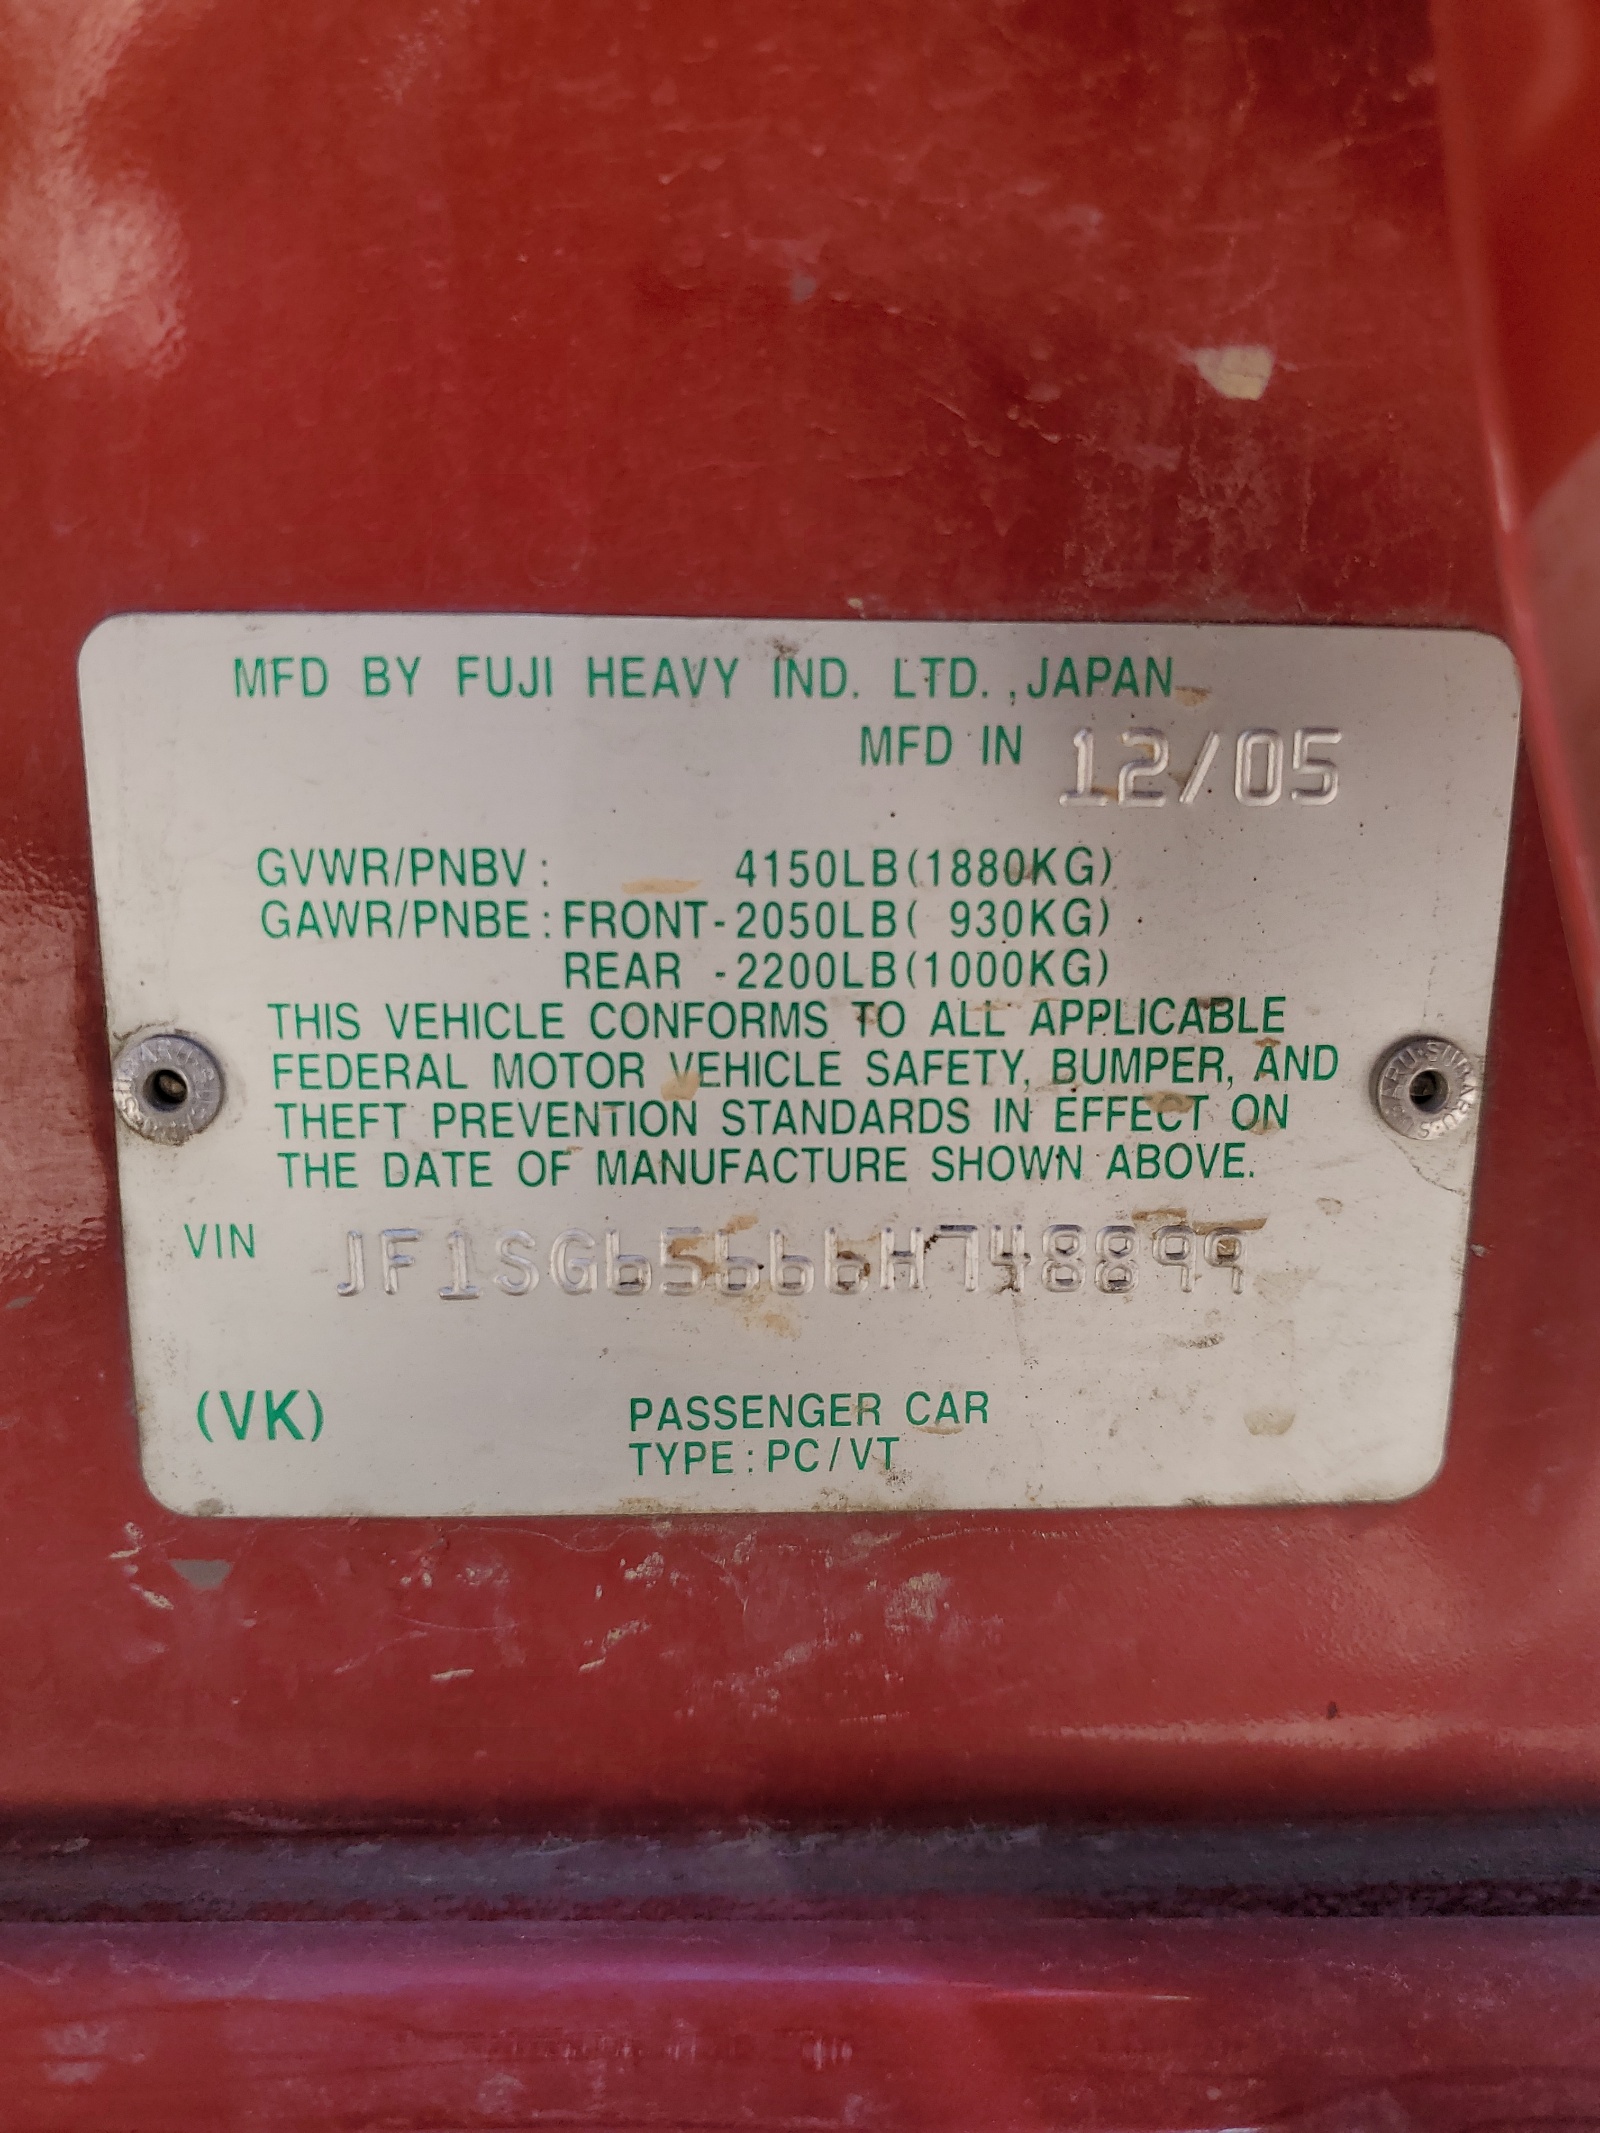 MFD BY FUJI HEAVY IND. LTD. ,JAPAN
MFD IN 12/05
GVWR/PNBV : 4150LB(1880KG)
GAWR/PNBE : FRONT-2050LB( 930KG)
REAR -2200LB(1000KG)
THIS VEHICLE CONFORMS TO ALL APPLICABLE
FEDERAL MOTOR VEHICLE SAFETY, BUMPER, AND
THEFT PREVENTION STANDARDS IN EFFECT ON
THE DATE OF MANUFACTURE SHOWN ABOVE.
VIN JF1SG65666H748899
(VK) PASSENGER CAR
TYPE : PC/VT
SUBARU·SUBARU·